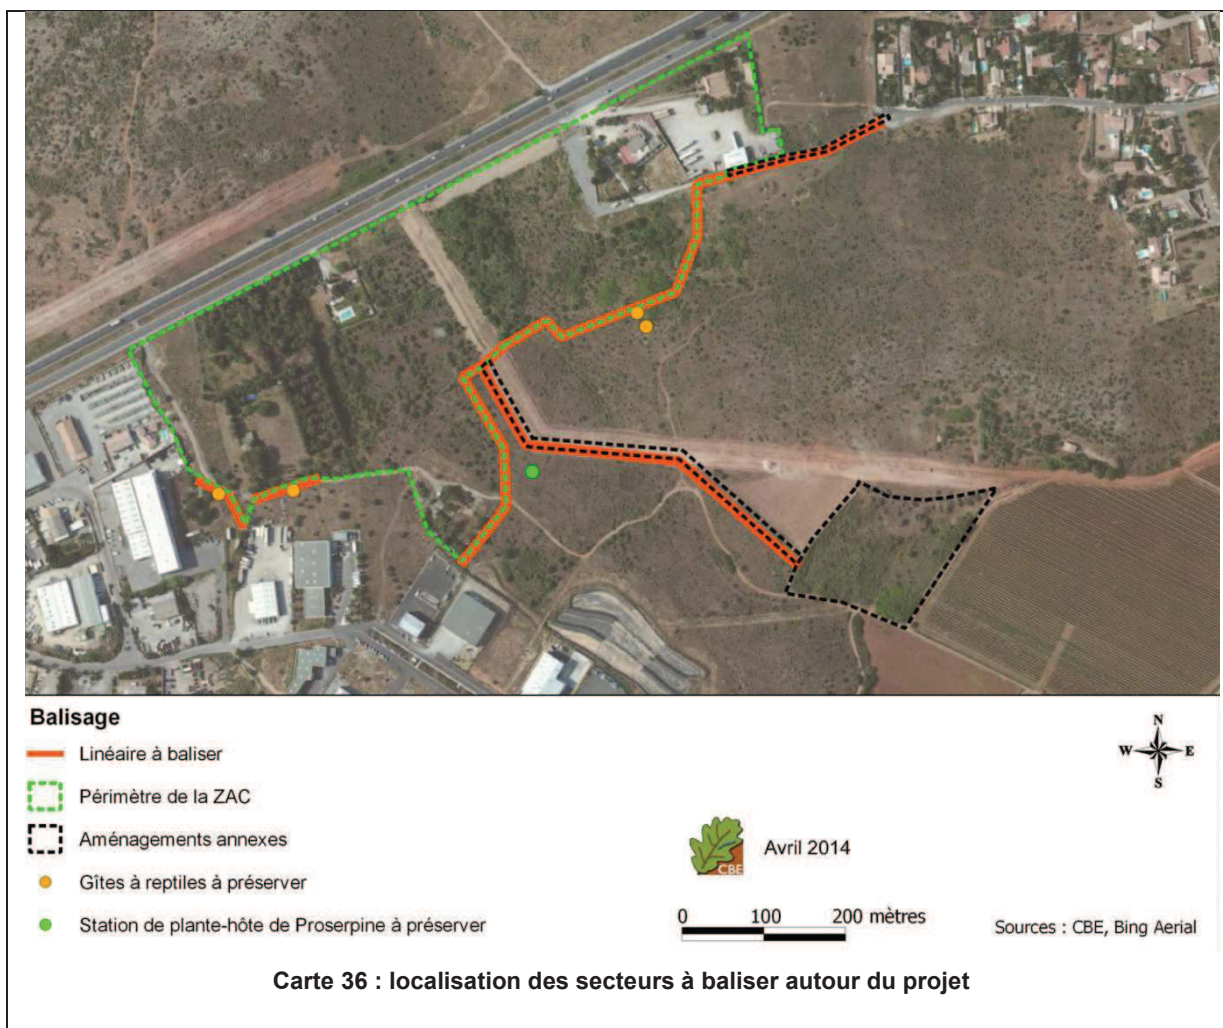 Balisage
Linéaire à baliser
Périmètre de la ZAC
Aménagements annexes
Gîtes à reptiles à préserver
Station de plante-hôte de Proserpine à préserver
N
W E
S
CBE
Avril 2014
0 100 200 mètres
Sources : CBE, Bing Aerial
Carte 36 : localisation des secteurs à baliser autour du projet